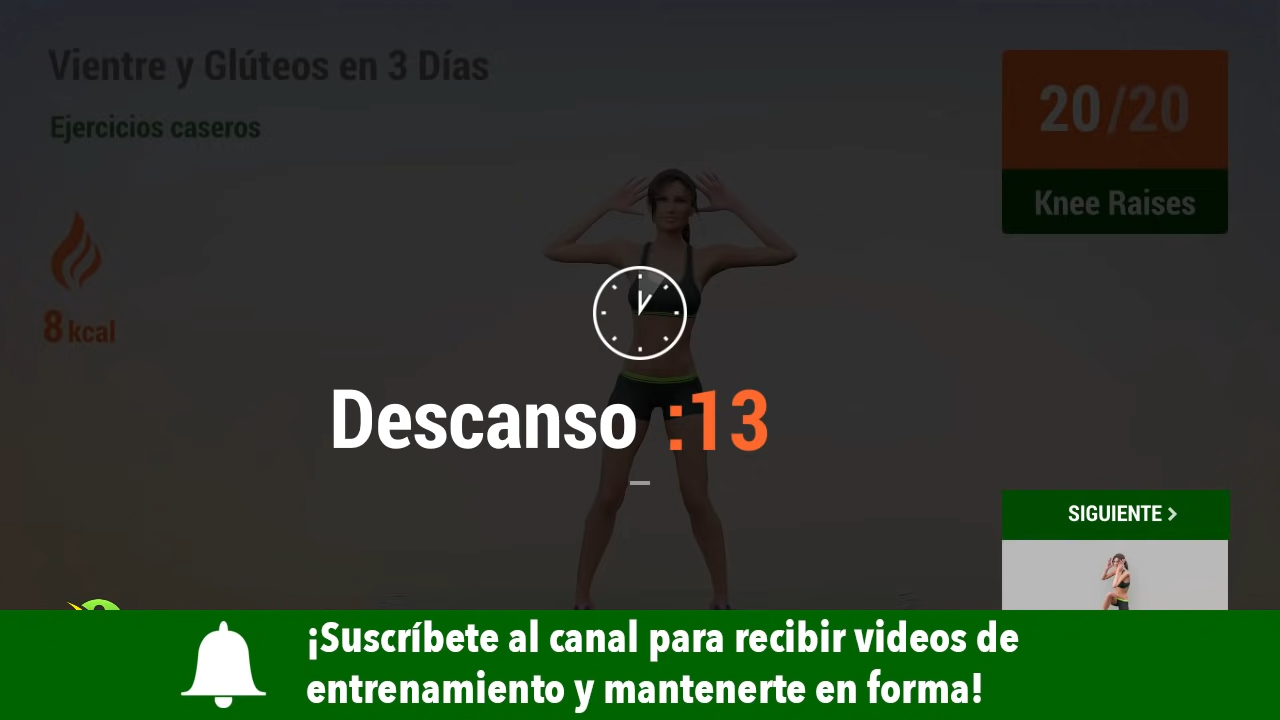 Vientre y Glúteos en 3 Días
Ejercicios caseros
20/20
Knee Raises
8 kcal
Descanso :13
SIGUIENTE >
¡Suscríbete al canal para recibir videos de
entrenamiento y mantenerte en forma!